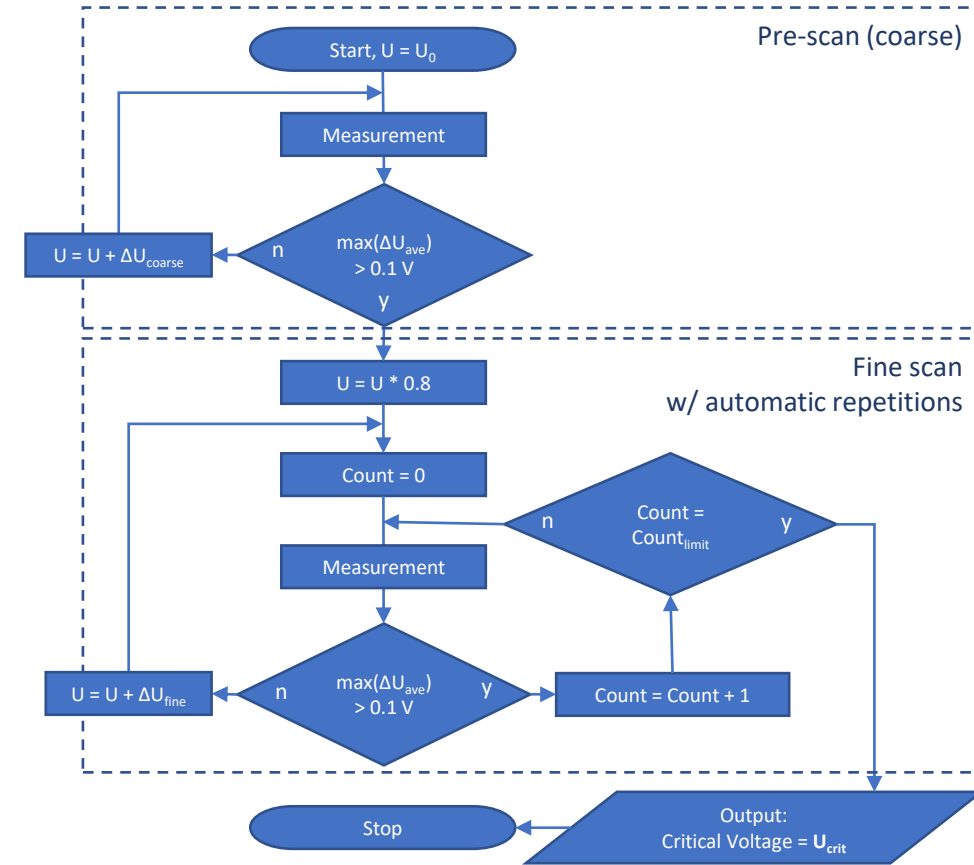 Pre-scan (coarse)
Start, U = U₀
Measurement
max(ΔUave)
> 0.1 V
n
y
U = U + ΔUcoarse
Fine scan
w/ automatic repetitions
U = U * 0.8
Count = 0
Count =
Countlimit
n
y
Measurement
max(ΔUave)
> 0.1 V
n
y
U = U + ΔUfine
Count = Count + 1
Output:
Critical Voltage = Ucrit
Stop